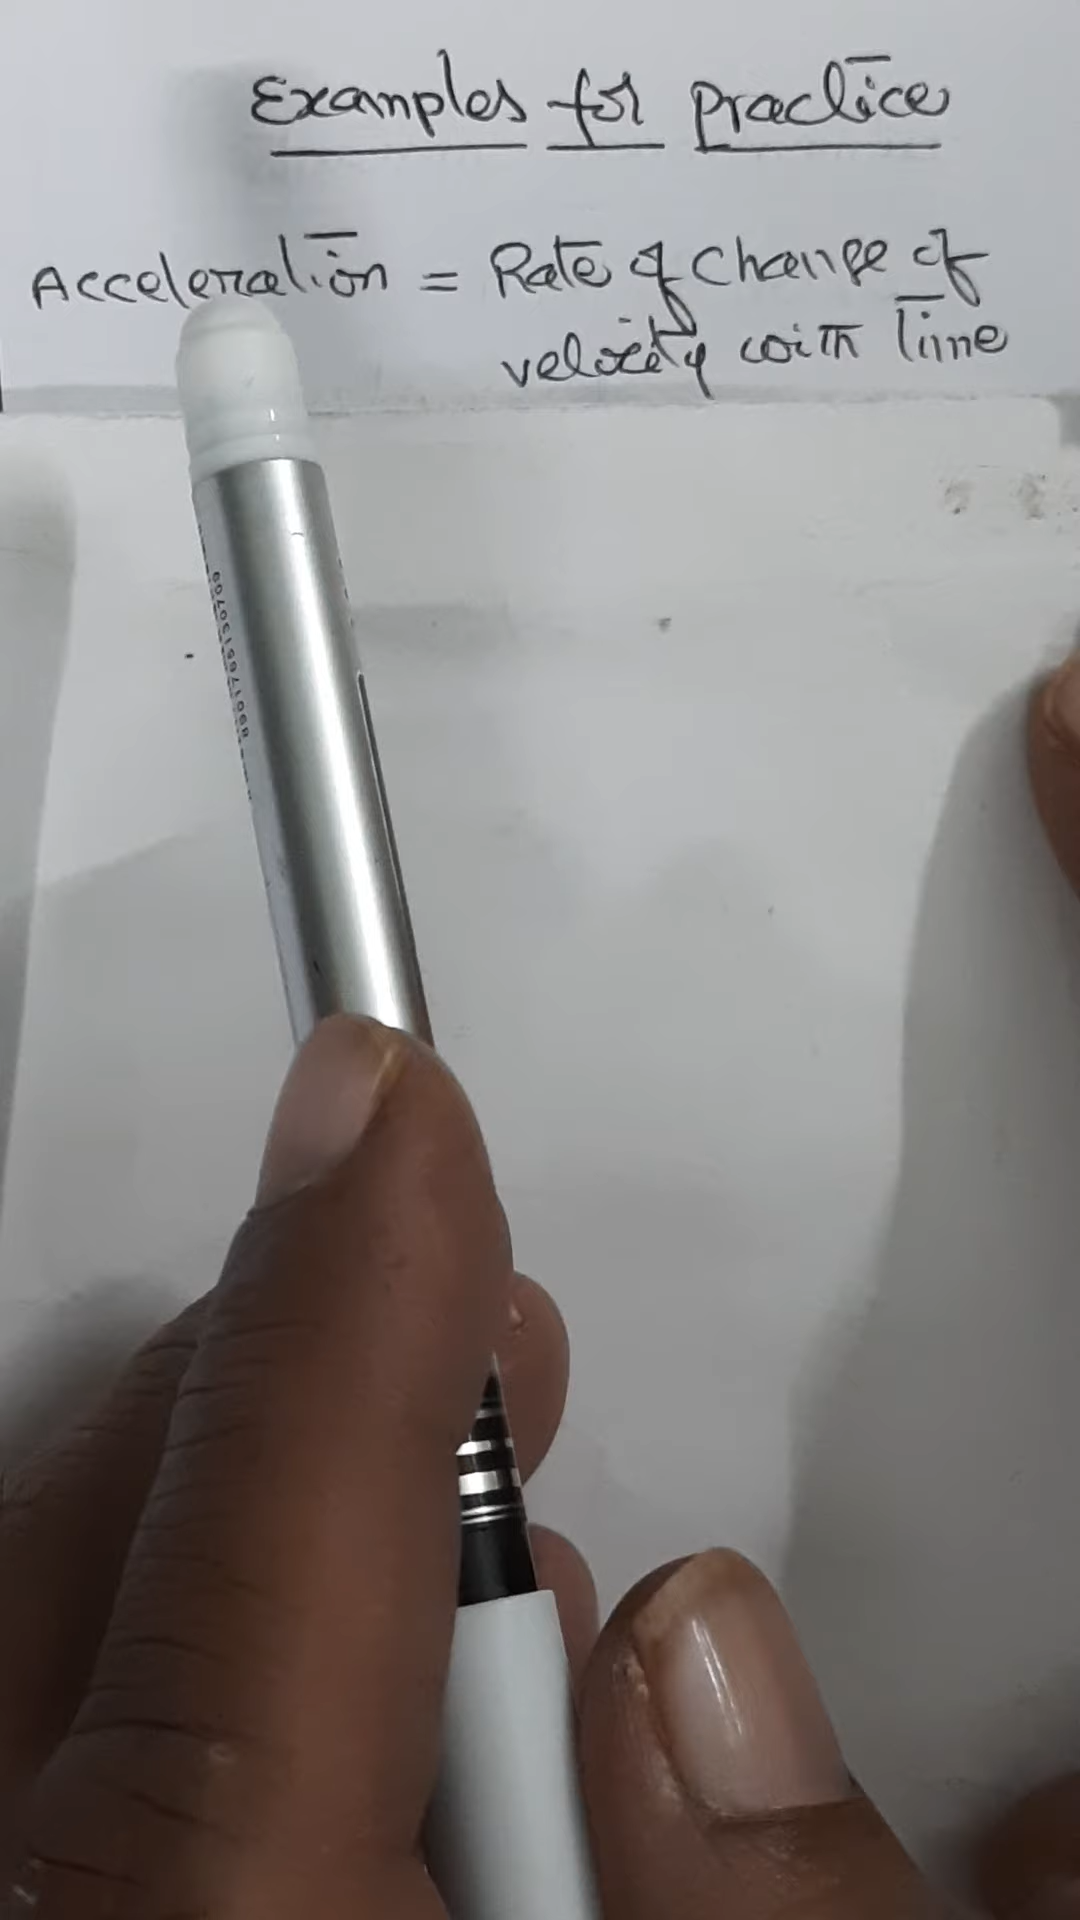 Examples for practice
Acceleration = Rate of change of
velocity with time